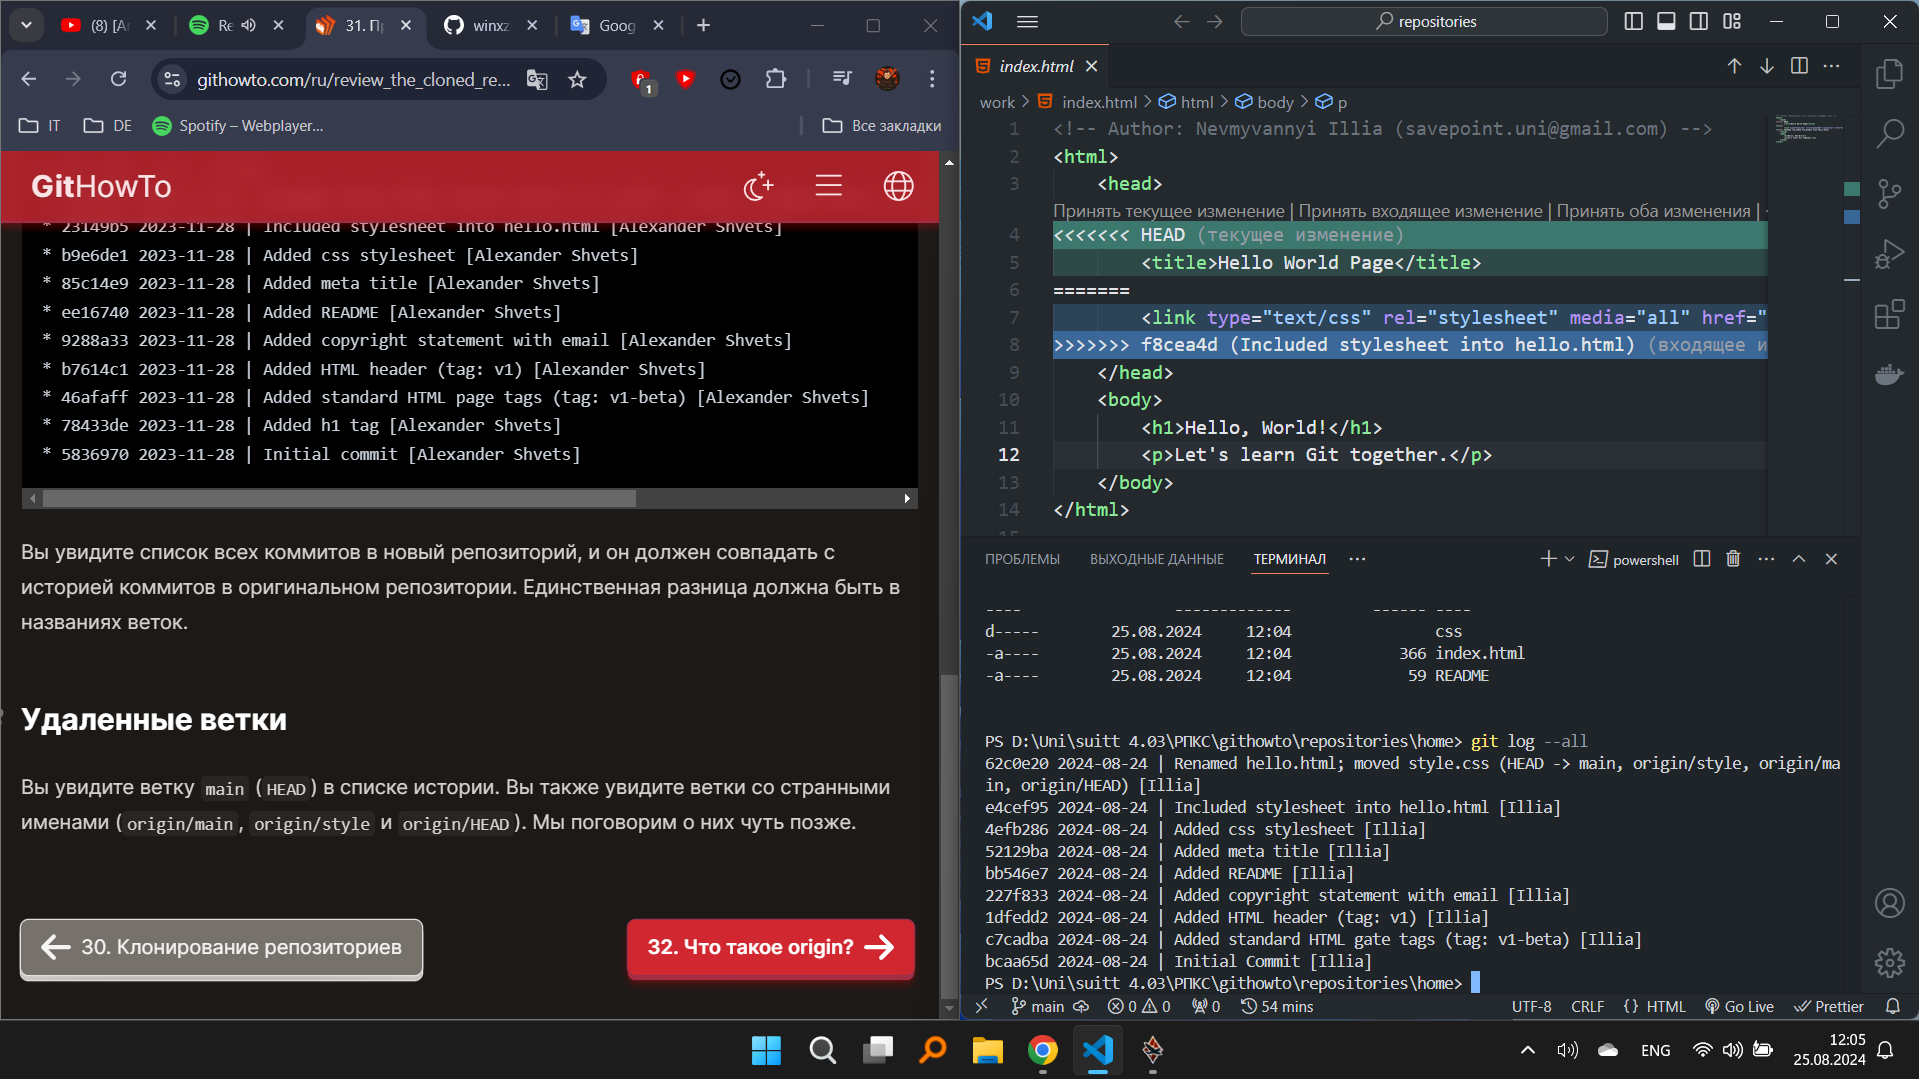 (8) [Ar
Re
31. П
winxz
Goog
githowto.com/ru/review_the_cloned_re...
1
IT
DE
Spotify – Webplayer...
Все закладки
GitHowTo
* 23149b5 2023-11-28 | Included stylesheet into hello.html [Alexander Shvets]
* b9e6de1 2023-11-28 | Added css stylesheet [Alexander Shvets]
* 85c14e9 2023-11-28 | Added meta title [Alexander Shvets]
* ee16740 2023-11-28 | Added README [Alexander Shvets]
* 9288a33 2023-11-28 | Added copyright statement with email [Alexander Shvets]
* b7614c1 2023-11-28 | Added HTML header (tag: v1) [Alexander Shvets]
* 46afaff 2023-11-28 | Added standard HTML page tags (tag: v1-beta) [Alexander Shvets]
* 78433de 2023-11-28 | Added h1 tag [Alexander Shvets]
* 5836970 2023-11-28 | Initial commit [Alexander Shvets]
Вы увидите список всех коммитов в новый репозиторий, и он должен совпадать с
историей коммитов в оригинальном репозитории. Единственная разница должна быть в
названиях веток.
Удаленные ветки
Вы увидите ветку main (HEAD) в списке истории. Вы также увидите ветки со странными
именами (origin/main, origin/style и origin/HEAD). Мы поговорим о них чуть позже.
30. Клонирование репозиториев
32. Что такое origin?
repositories
index.html
work > index.html > html > body > p
1 <!-- Author: Nevmyvannyi Illia (savepoint.uni@gmail.com) -->
2 <html>
3 <head>
Принять текущее изменение | Принять входящее изменение | Принять оба изменения |
4 <<<<<<< HEAD (текущее изменение)
5 <title>Hello World Page</title>
6 =======
7 <link type="text/css" rel="stylesheet" media="all" href="
8 >>>>>>> f8cea4d (Included stylesheet into hello.html) (входящее и
9 </head>
10 <body>
11 <h1>Hello, World!</h1>
12 <p>Let's learn Git together.</p>
13 </body>
14 </html>
15
ПРОБЛЕМЫ ВЫХОДНЫЕ ДАННЫЕ ТЕРМИНАЛ ··· powershell
---- ------------- ------ ----
d----- 25.08.2024 12:04 css
-a---- 25.08.2024 12:04 366 index.html
-a---- 25.08.2024 12:04 59 README
PS D:\Uni\suitt 4.03\РПКС\githowto\repositories\home> git log --all
62c0e20 2024-08-24 | Renamed hello.html; moved style.css (HEAD -> main, origin/style, origin/ma
in, origin/HEAD) [Illia]
e4cef95 2024-08-24 | Included stylesheet into hello.html [Illia]
4efb286 2024-08-24 | Added css stylesheet [Illia]
52129ba 2024-08-24 | Added meta title [Illia]
bb546e7 2024-08-24 | Added README [Illia]
227f833 2024-08-24 | Added copyright statement with email [Illia]
1dfedd2 2024-08-24 | Added HTML header (tag: v1) [Illia]
c7cadba 2024-08-24 | Added standard HTML gate tags (tag: v1-beta) [Illia]
bcaa65d 2024-08-24 | Initial Commit [Illia]
PS D:\Uni\suitt 4.03\РПКС\githowto\repositories\home>
main 0 0 0 54 mins UTF-8 CRLF {} HTML Go Live Prettier
ENG
12:05
25.08.2024